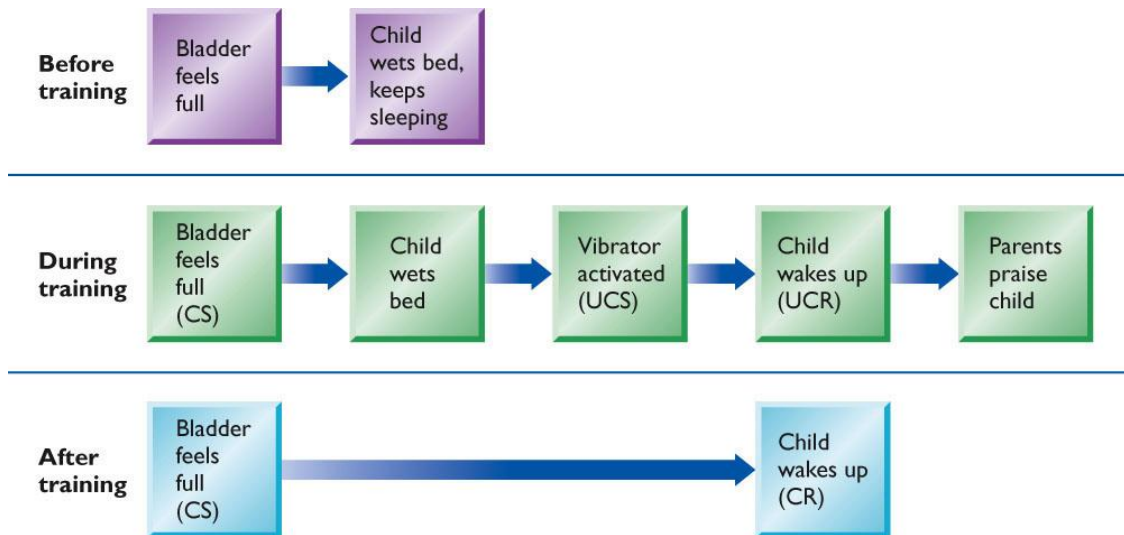 Before
training
Bladder
feels
full
Child
wets bed,
keeps
sleeping
During
training
Bladder
feels
full
(CS)
Child
wets
bed
Vibrator
activated
(UCS)
Child
wakes up
(UCR)
Parents
praise
child
After
training
Bladder
feels
full
(CS)
Child
wakes up
(CR)